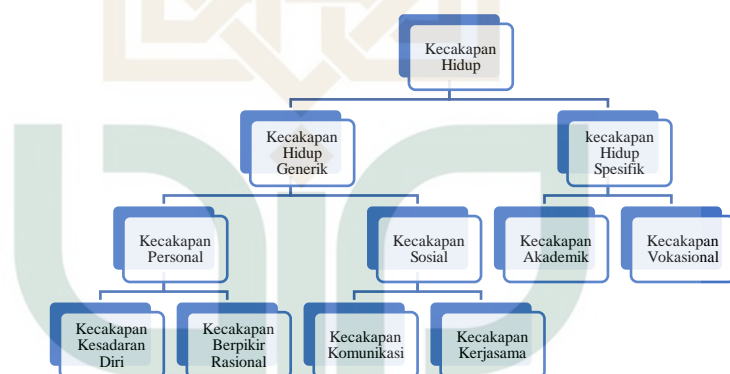 Kecakapan
Hidup
Kecakapan
Hidup
Generik
kecakapan
Hidup
Spesifik
Kecakapan
Personal
Kecakapan
Sosial
Kecakapan
Akademik
Kecakapan
Vokasional
Kecakapan
Kesadaran
Diri
Kecakapan
Berpikir
Rasional
Kecakapan
Komunikasi
Kecakapan
Kerjasama